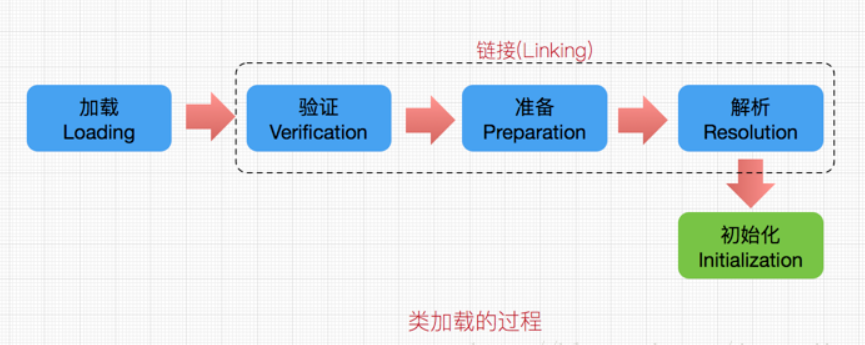 链接(Linking)
加载
Loading
验证
Verification
准备
Preparation
解析
Resolution
初始化
Initialization
类加载的过程